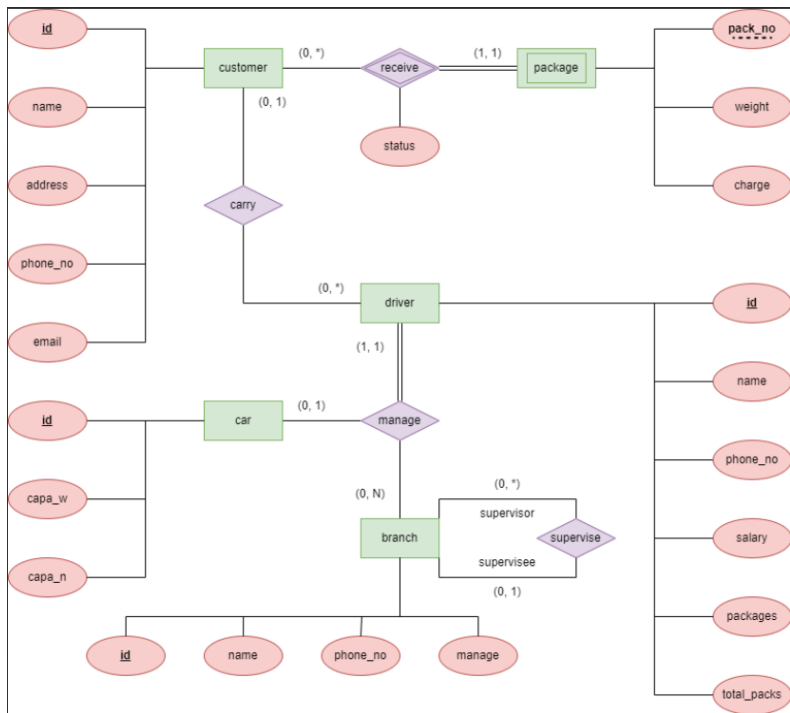 id
(0, *)
(1, 1)
pack_no
customer
receive
package
(0, 1)
name
weight
status
address
carry
charge
phone_no
(0, *)
driver
id
email
(1, 1)
name
id
car
(0, 1)
manage
phone_no
capa_w
(0, N)
(0, *)
supervisor
branch
supervise
salary
supervisee
capa_n
(0, 1)
packages
id
name
phone_no
manage
total_packs